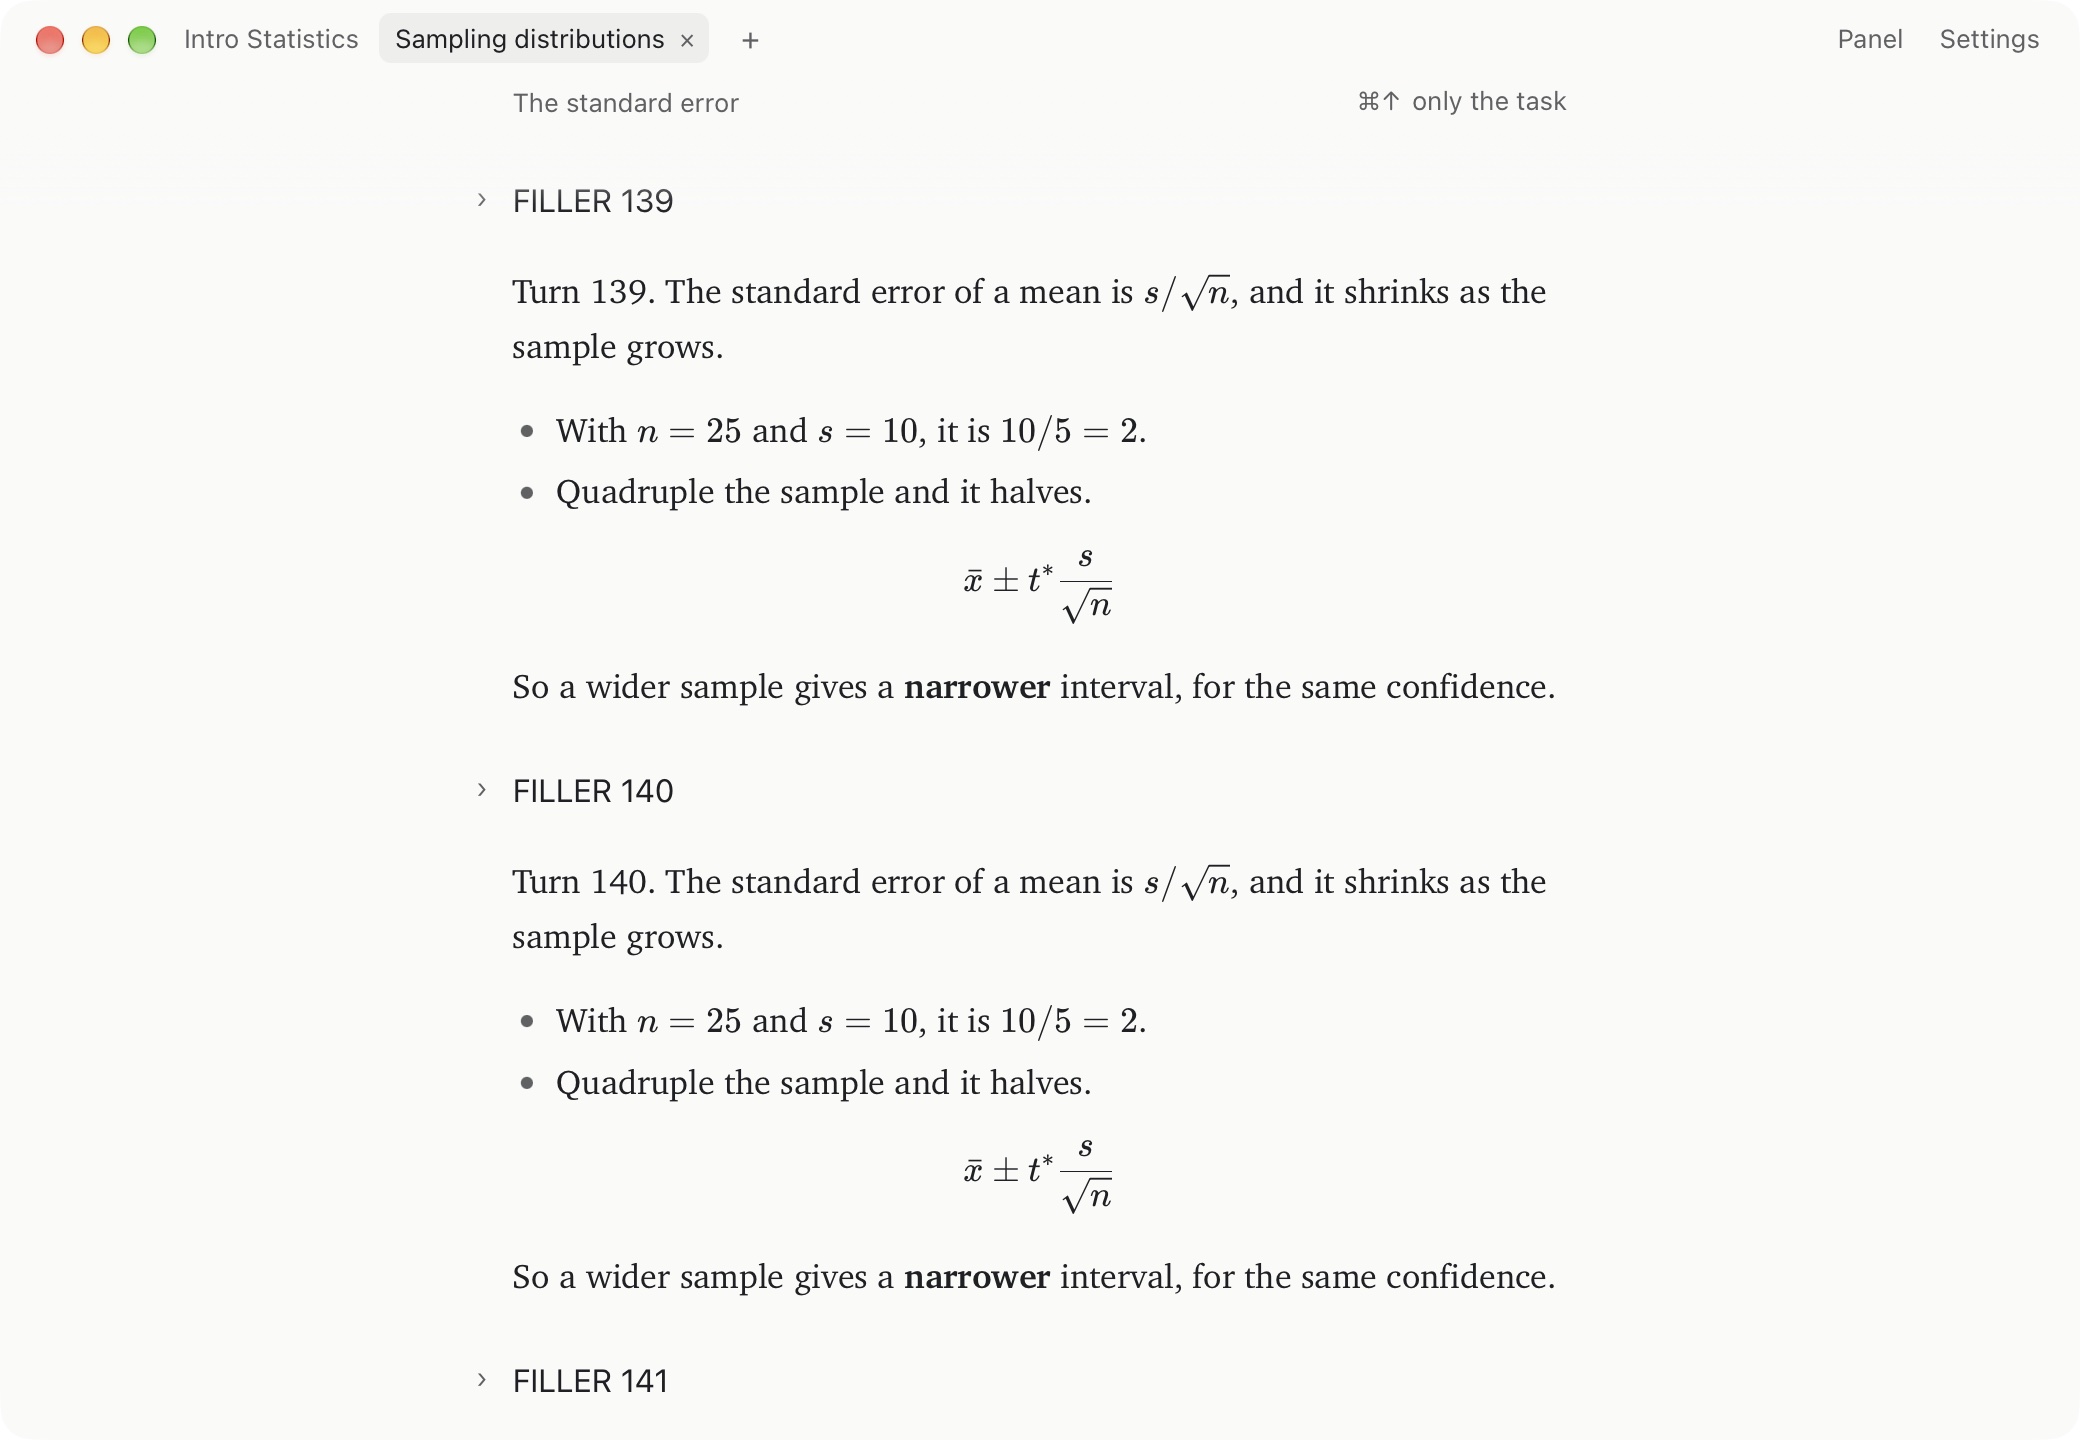 Intro Statistics Sampling distributions × + Panel Settings
The standard error ⌘↑ only the task
› FILLER 139
Turn 139. The standard error of a mean is s/√n, and it shrinks as the
sample grows.
• With n = 25 and s = 10, it is 10/5 = 2.
• Quadruple the sample and it halves.
x̄ ± t* s/√n
So a wider sample gives a narrower interval, for the same confidence.
› FILLER 140
Turn 140. The standard error of a mean is s/√n, and it shrinks as the
sample grows.
• With n = 25 and s = 10, it is 10/5 = 2.
• Quadruple the sample and it halves.
x̄ ± t* s/√n
So a wider sample gives a narrower interval, for the same confidence.
› FILLER 141